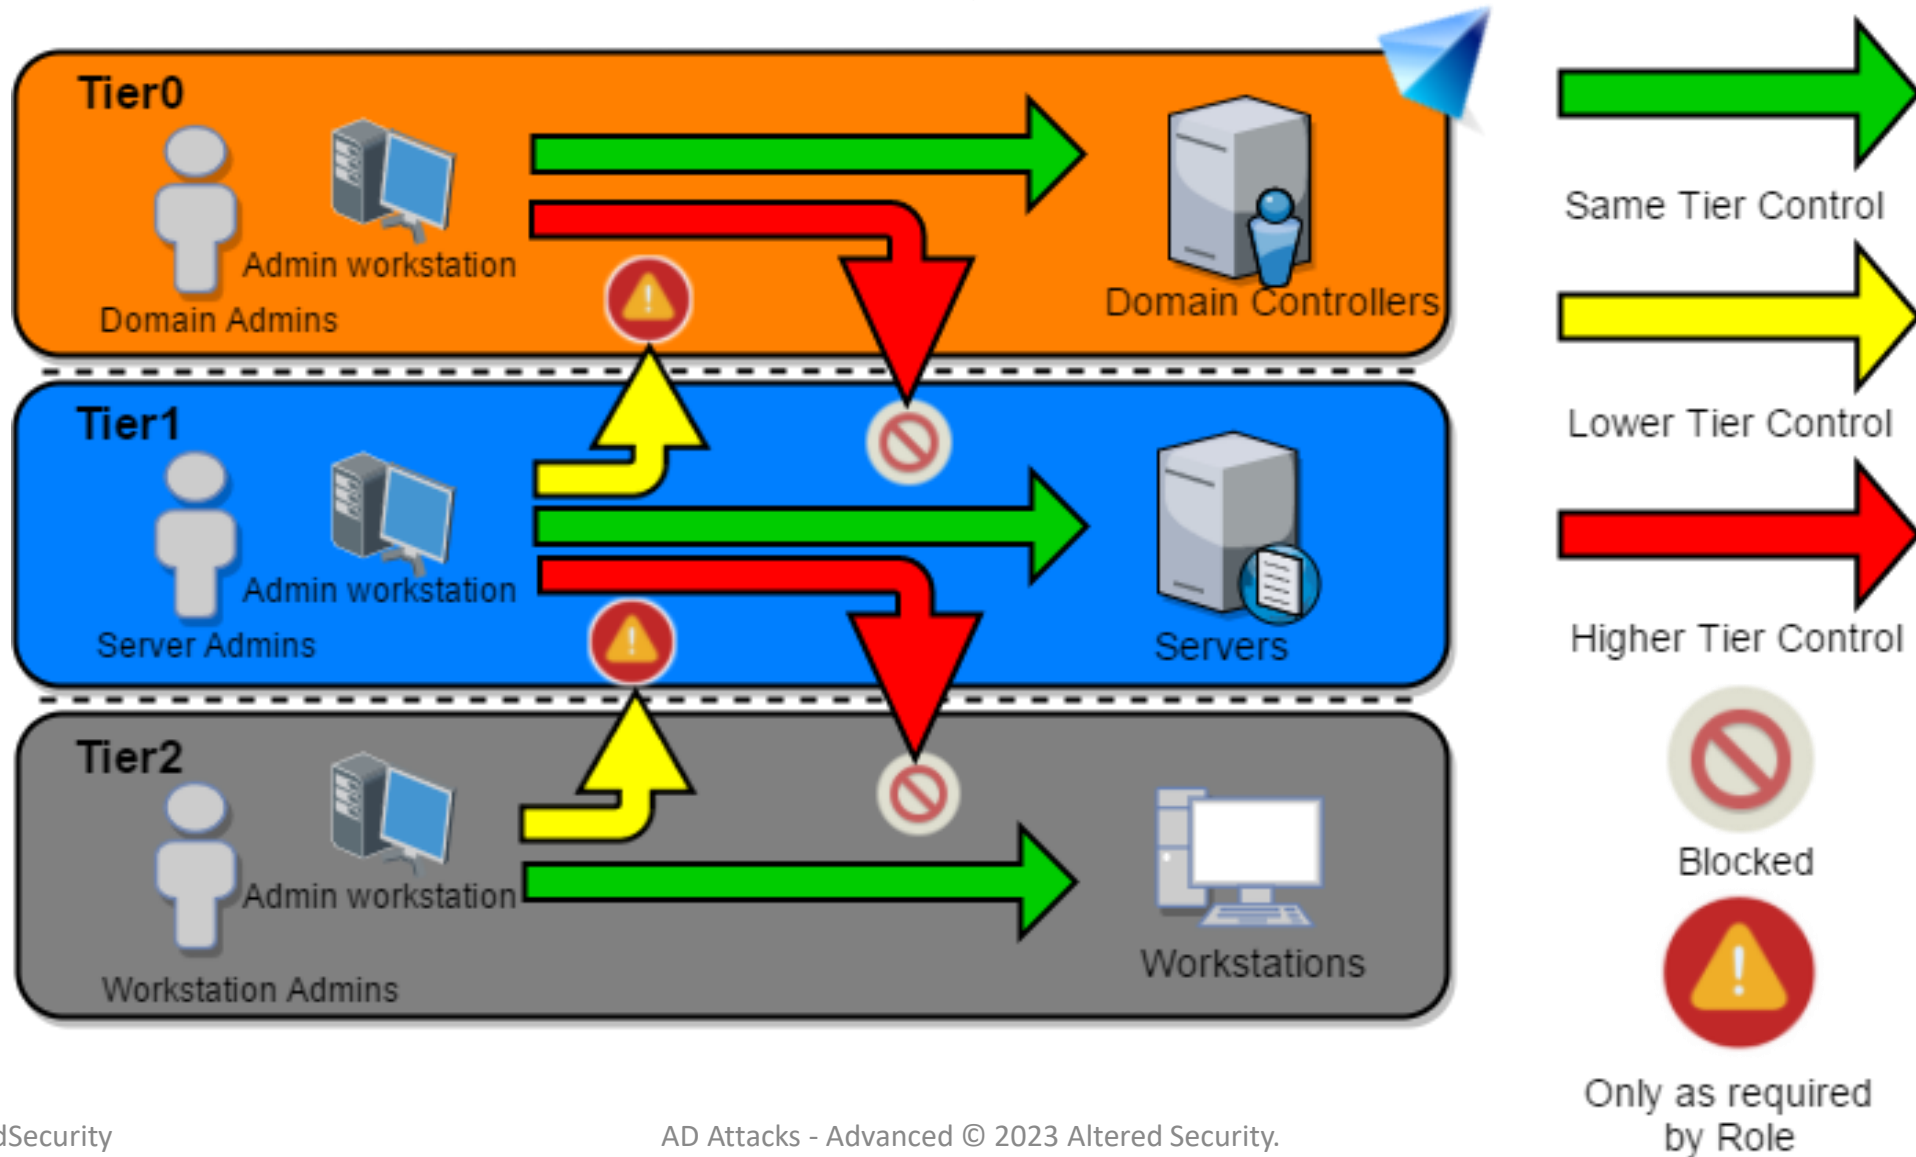 Tier0
Admin workstation
Domain Admins
Domain Controllers
Tier1
Admin workstation
Server Admins
Servers
Tier2
Admin workstation
Workstation Admins
Workstations
Same Tier Control
Lower Tier Control
Higher Tier Control
Blocked
Only as required
by Role
dSecurity
AD Attacks - Advanced © 2023 Altered Security.